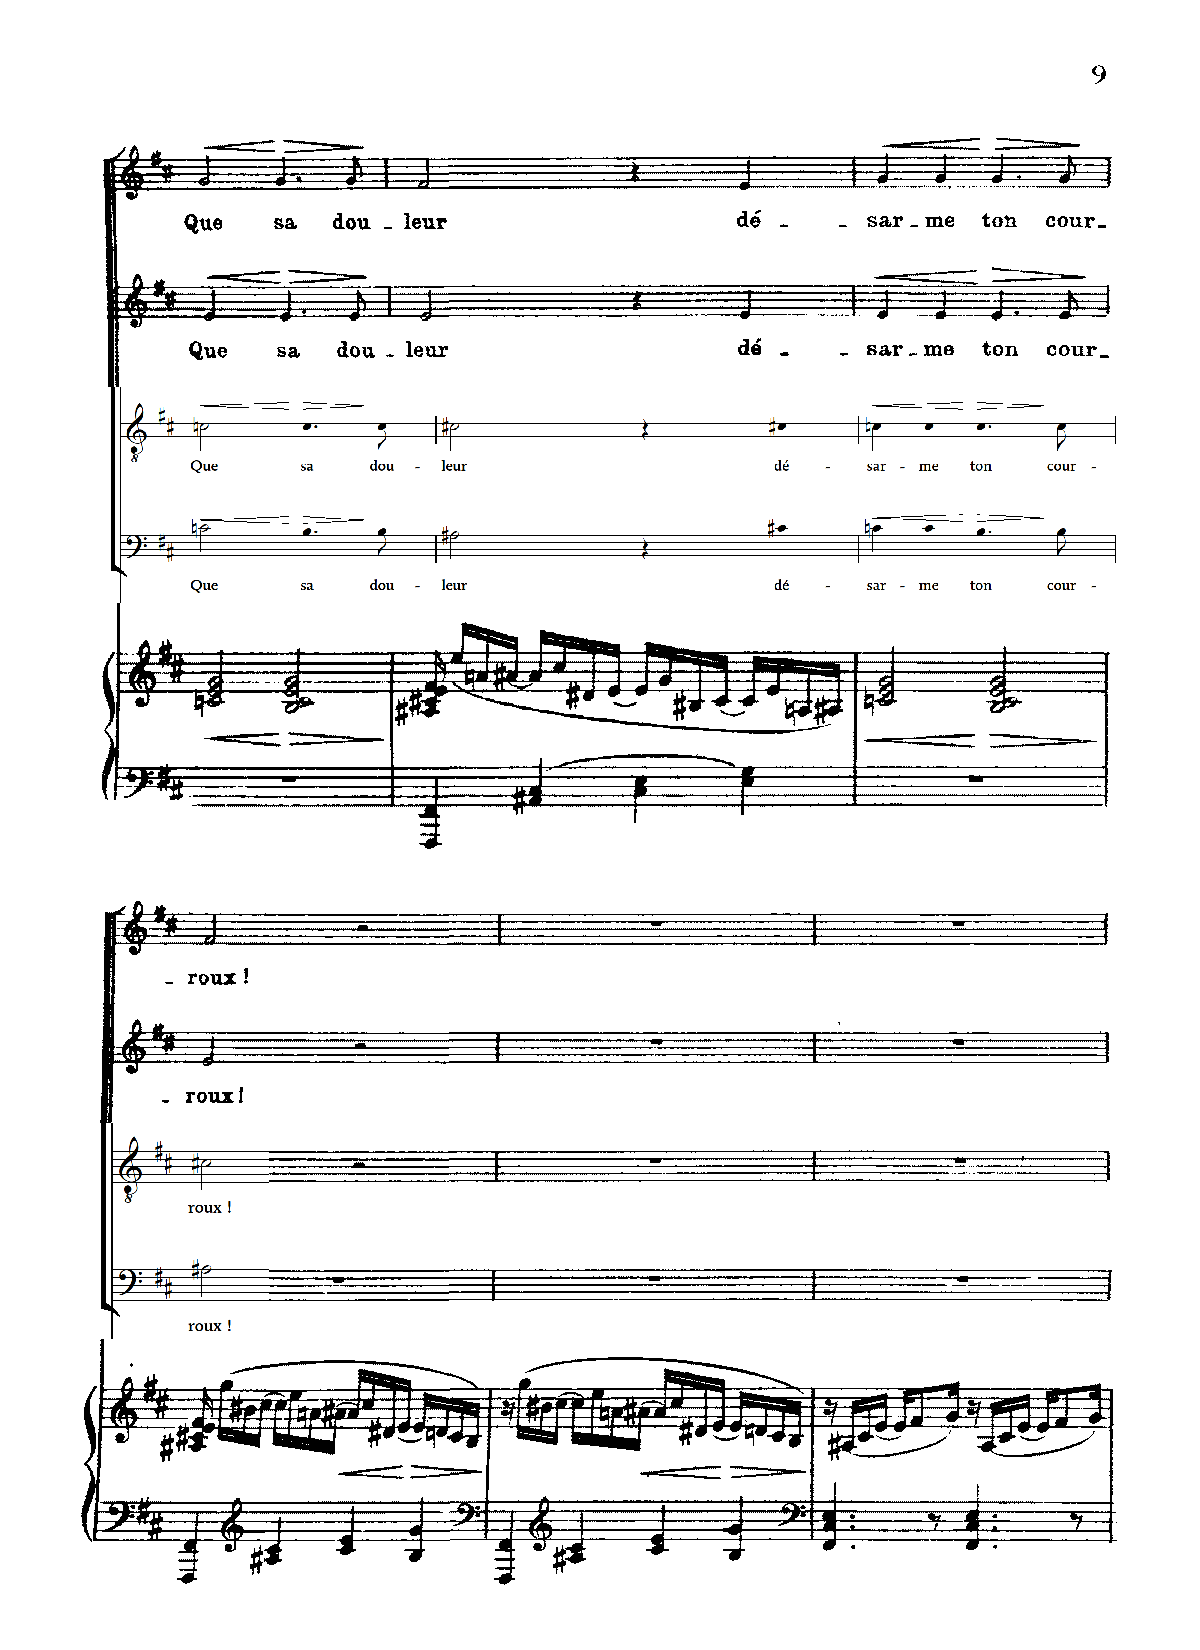 9
Que sa dou - leur dé - - sar - me ton cour -
Que sa dou - leur dé - - sar - me ton cour -
Que sa dou - leur dé - sar - me ton cour -
Que sa dou - leur dé - sar - me ton cour -
- roux !
- roux !
roux !
roux !